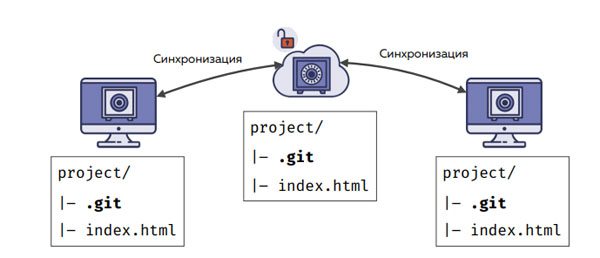 Синхронизация
Синхронизация
project/
|– .git
|– index.html
project/
|– .git
|– index.html
project/
|– .git
|– index.html